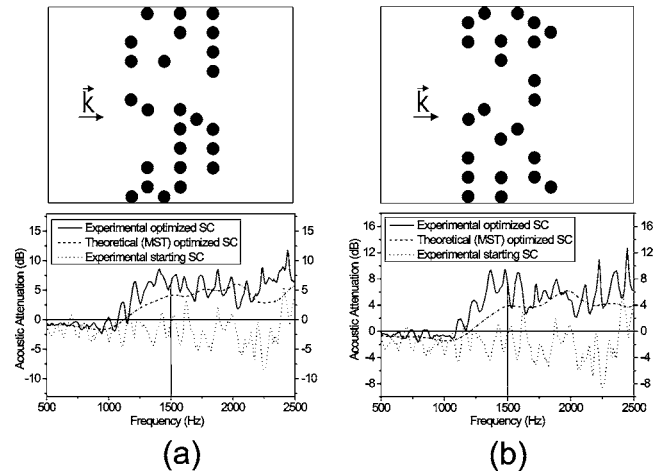 k
k
Experimental optimized SC
Theoretical (MST) optimized SC
Experimental starting SC
15
10
5
0
-5
-10
15
10
5
0
-5
-10
Acoustic Attenuation (dB)
500
1000
1500
2000
2500
Frequency (Hz)
Experimental optimized SC
Theoretical (MST) optimized SC
Experimental starting SC
16
12
8
4
0
-4
-8
16
12
8
4
0
-4
-8
Acoustic Attenuation (dB)
500
1000
1500
2000
2500
Frequency (Hz)
(a)
(b)